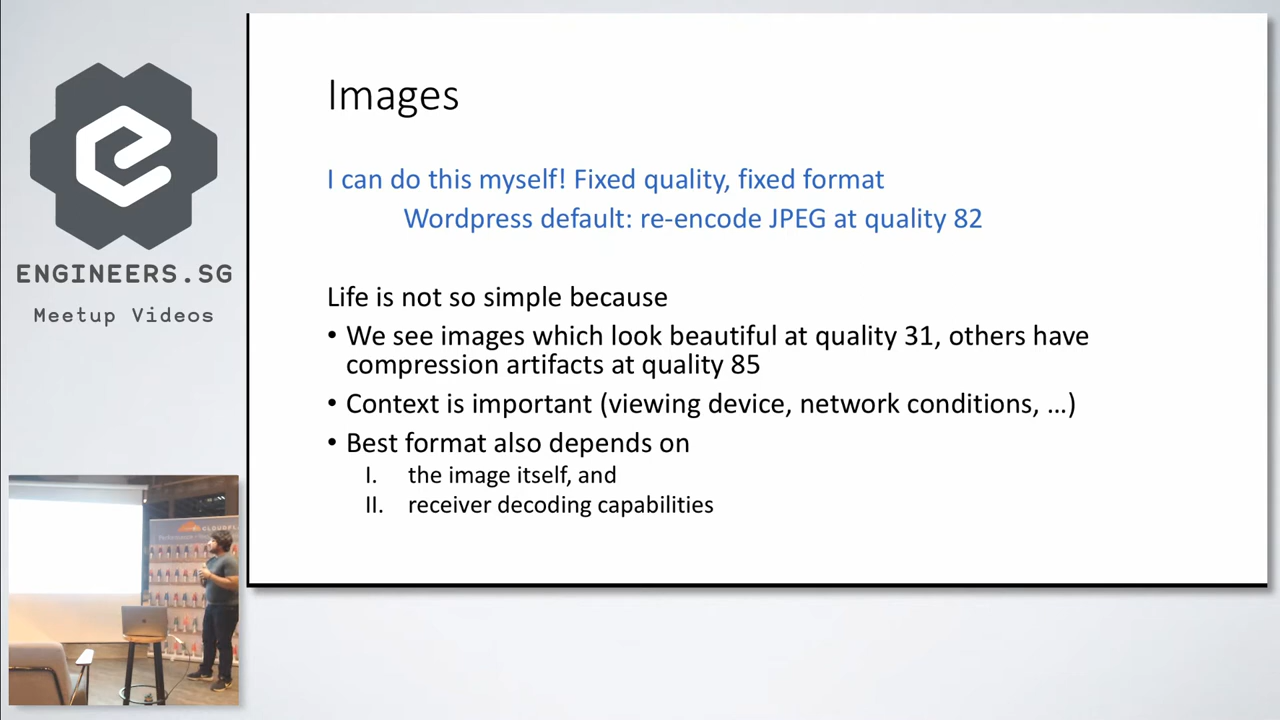 ENGINEERS.SG
Meetup Videos
Images
I can do this myself! Fixed quality, fixed format
Wordpress default: re-encode JPEG at quality 82
Life is not so simple because
• We see images which look beautiful at quality 31, others have
compression artifacts at quality 85
• Context is important (viewing device, network conditions, …)
• Best format also depends on
I. the image itself, and
II. receiver decoding capabilities